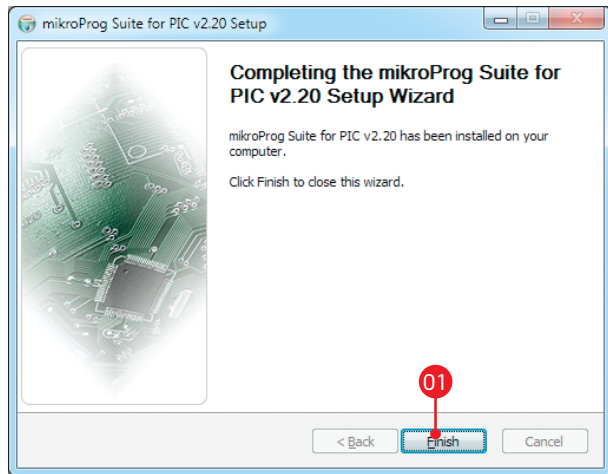 mikroProg Suite for PIC v2.20 Setup
Completing the mikroProg Suite for
PIC v2.20 Setup Wizard
mikroProg Suite for PIC v2.20 has been installed on your
computer.
Click Finish to close this wizard.
01
< Back Finish Cancel